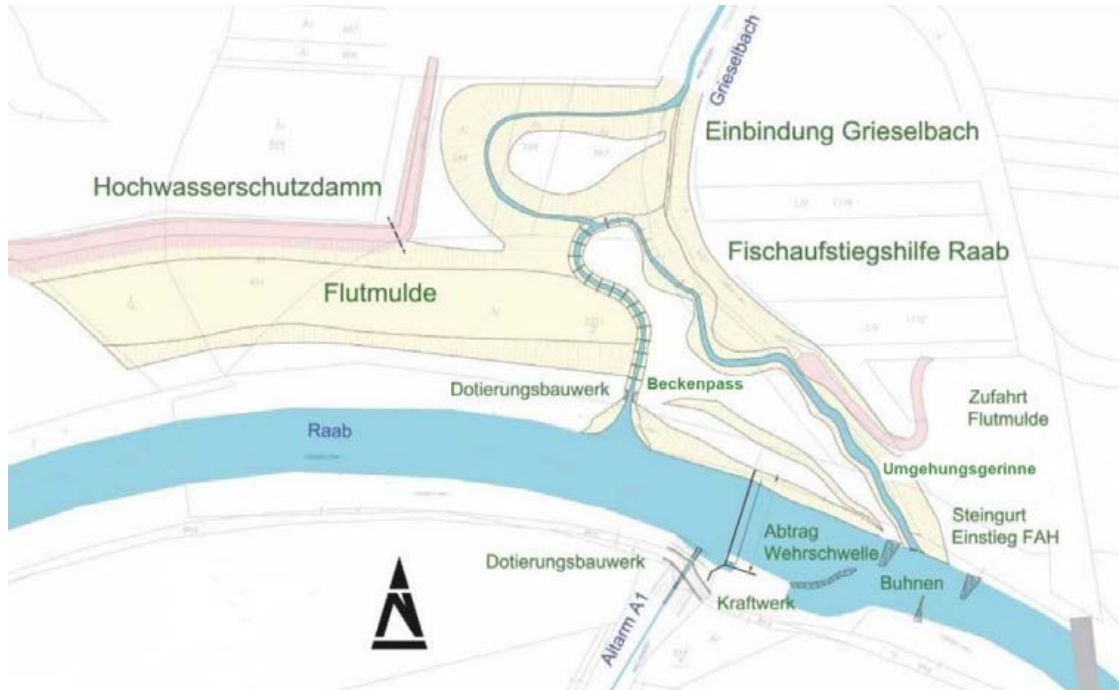 Grieselbach
Einbindung Grieselbach
Hochwasserschutzdamm
Fischaufstiegshilfe Raab
Flutmulde
Dotierungsbauwerk
Beckenpass
Zufahrt
Flutmulde
Raab
Umgehungsgerinne
Steingurt
Einstieg FAH
Abtrag
Wehrschwelle
Dotierungsbauwerk
Buhnen
Kraftwerk
Altarm A1
N